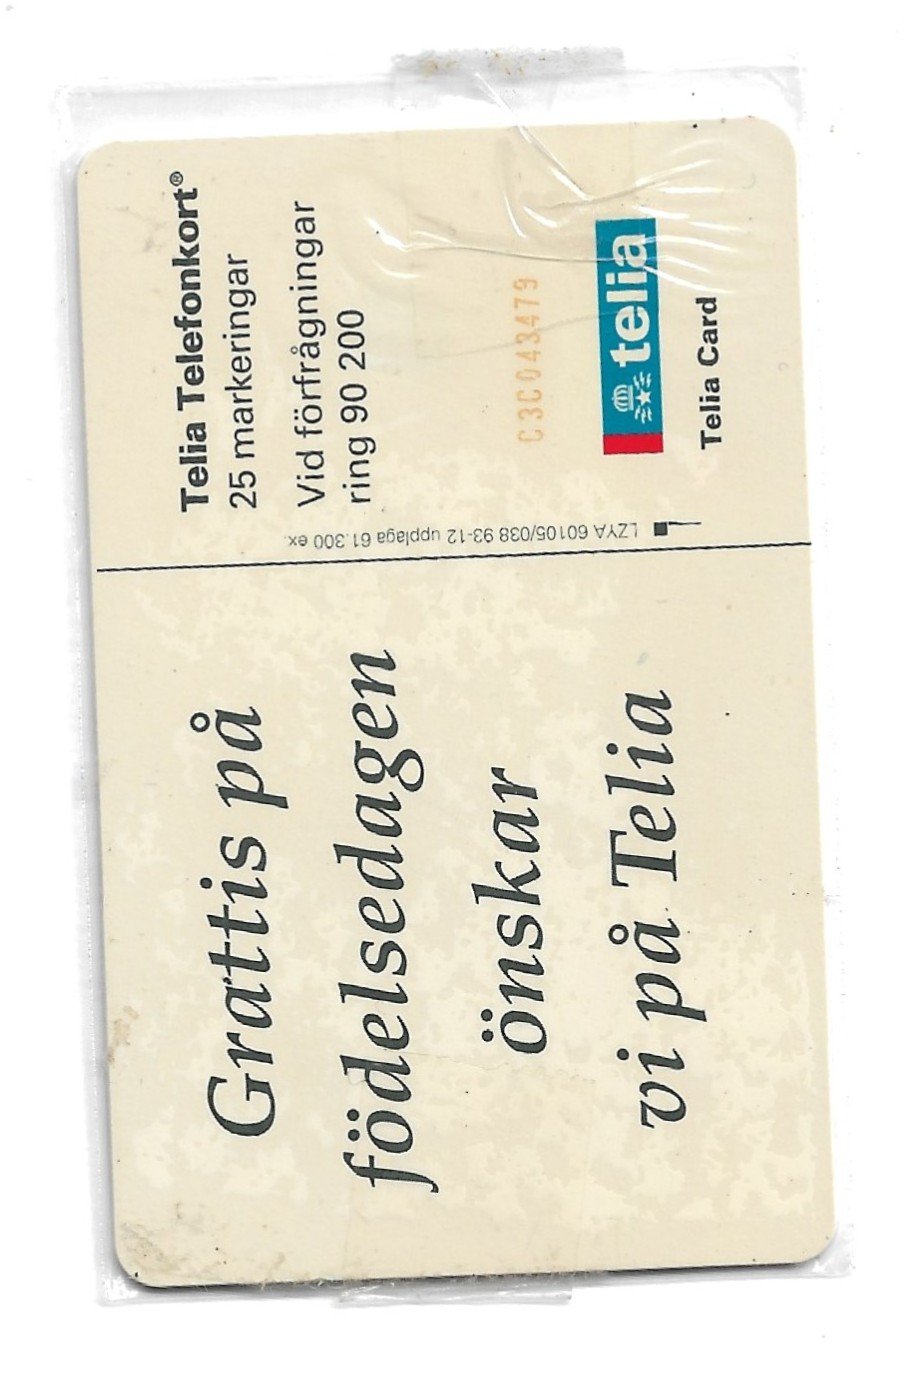 Telia Telefonkort®
25 markeringar
Vid förfrågningar
ring 90 200
C3C043479
telia
Telia Card
LZYA 60105/038 93-12 upplaga 61.300 ex.
Grattis på
födelsedagen
önskar
vi på Telia